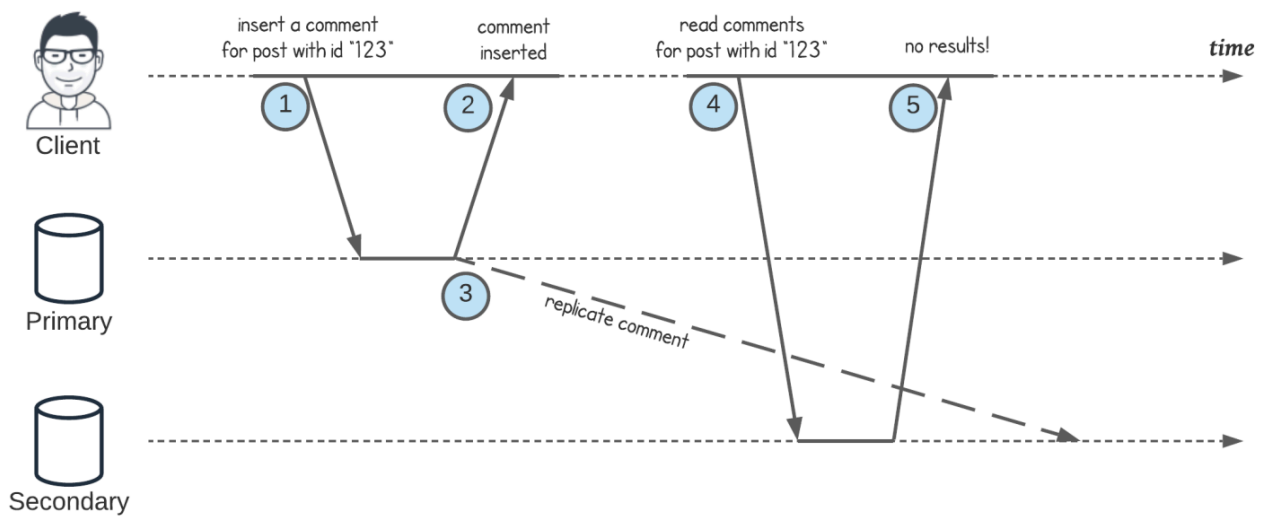 insert a comment
for post with id "123"
comment
inserted
read comments
for post with id "123"
no results!
time
1
2
4
5
Client
3
replicate comment
Primary
Secondary